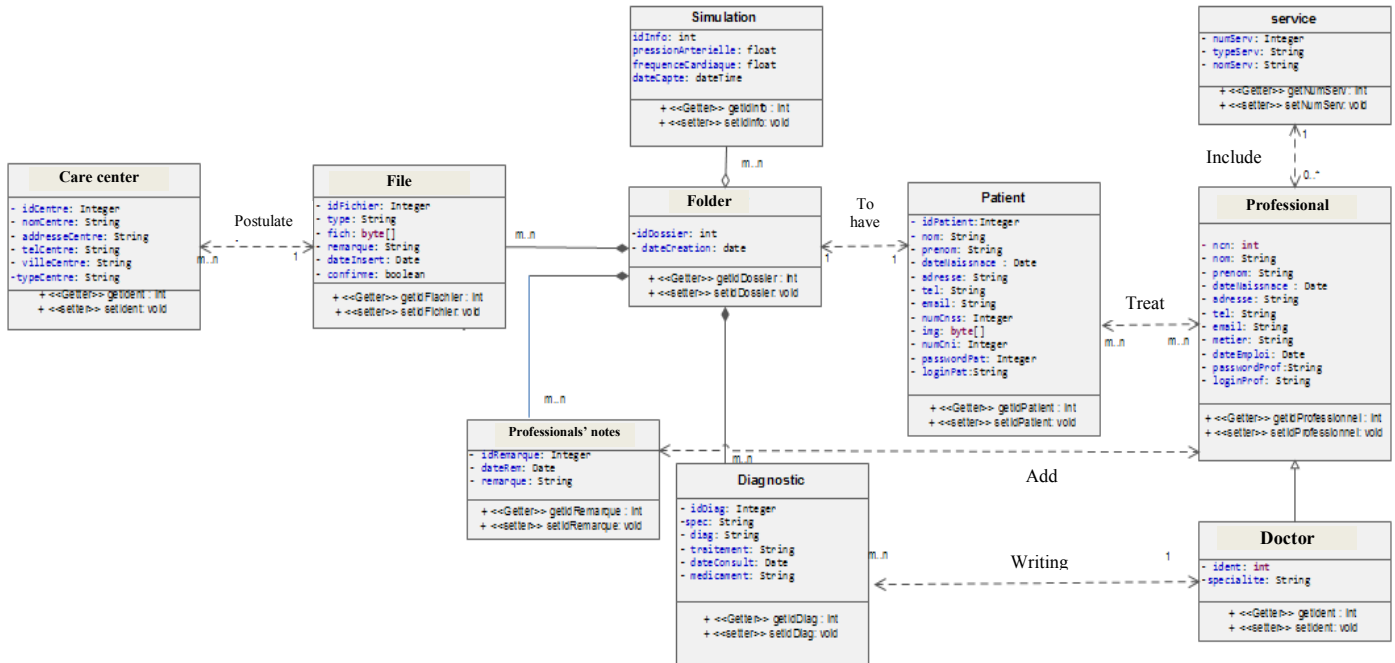 Simulation
idInfo: int
pressionArterielle: float
frequenceCardiaque: float
dateCapte: dateTime
+ <<Getter>> getidInfo : int
+ <<setter>> setidInfo: void
service
- numServ: Integer
- typeServ: String
- nomServ: String
+ <<Getter>> getNumServ: int
+ <<setter>> setNumServ: void
1
Include
0..*
m..n
Care center
- idCentre: Integer
- nomCentre: String
- addresseCentre: String
- telCentre: String
- villeCentre: String
-typeCentre: String
+ <<Getter>> getident : int
+ <<setter>> setident: void
Postulate
m..n
1
File
- idFichier: Integer
- type: String
- fich: byte[]
- remarque: String
- dateInsert: Date
- confirme: boolean
+ <<Getter>> getidFiachier : int
+ <<setter>> setidFichier: void
m..n
Folder
-idDossier: int
- dateCreation: date
+ <<Getter>> getidDossier : int
+ <<setter>> setidDossier: void
To
have
1
1
Patient
- idPatient:Integer
- nom: String
- prenom: String
- dateNaissnace : Date
- adresse: String
- tel: String
- email: String
- numCnss: Integer
- img: byte[]
- numCni: Integer
- passwordPat: Integer
- loginPat:String
+ <<Getter>> getidPatient : int
+ <<setter>> setidPatient: void
Treat
m..n
m..n
Professional
- ncn: int
- nom: String
- prenom: String
- dateNaissnace : Date
- adresse: String
- tel: String
- email: String
- metier: String
- dateEmploi: Date
- passwordProf:String
- loginProf: String
+ <<Getter>> getidProfessionnel : int
+ <<setter>> setidProfessionnel: void
m..n
Professionals' notes
- idRemarque: Integer
- dateRem: Date
- remarque: String
+ <<Getter>> getidRemarque : int
+ <<setter>> setidRemarque: void
Add
m..n
Diagnostic
- idDiag: Integer
-spec: String
- diag: String
- traitement: String
- dateConsult: Date
- medicament: String
+ <<Getter>> getidDiag : int
+ <<setter>> setidDiag: void
m..n
Writing
1
Doctor
- ident: int
-specialite: String
+ <<Getter>> getident : int
+ <<setter>> setident: void